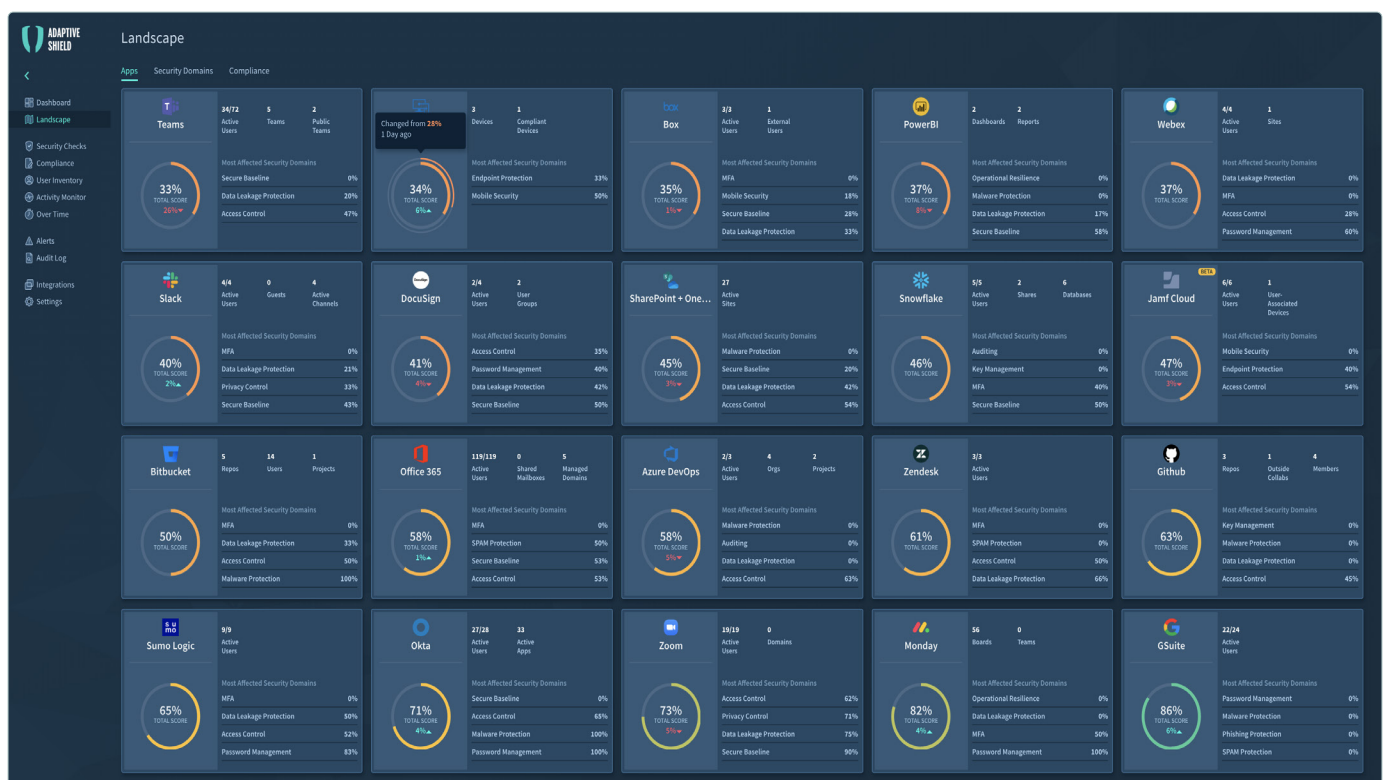 ADAPTIVE
SHIELD
Landscape
Apps Security Domains Compliance
Dashboard
Landscape
Security Checks
Compliance
User Inventory
Activity Monitor
Over Time
Alerts
Audit Log
Integrations
Settings
Teams
34/72 5 2
Active Teams Public
Users Teams
33%
TOTAL SCORE
26%
Most Affected Security Domains
Secure Baseline 0%
Data Leakage Protection 20%
Access Control 47%
Changed from 28%
1 Day ago
3 1
Devices Compliant
Devices
34%
TOTAL SCORE
6%
Most Affected Security Domains
Endpoint Protection 33%
Mobile Security 50%
box
Box
3/3 1
Active External
Users Users
35%
TOTAL SCORE
1%
Most Affected Security Domains
MFA 0%
Mobile Security 18%
Secure Baseline 28%
Data Leakage Protection 33%
PowerBI
2 2
Dashboards Reports
37%
TOTAL SCORE
8%
Most Affected Security Domains
Operational Resilience 0%
Malware Protection 0%
Data Leakage Protection 17%
Secure Baseline 58%
Webex
4/4 1
Active Sites
Users
37%
TOTAL SCORE
Most Affected Security Domains
Data Leakage Protection 0%
MFA 0%
Access Control 28%
Password Management 60%
Slack
4/4 0 4
Active Guests Active
Users Channels
40%
TOTAL SCORE
2%
Most Affected Security Domains
MFA 0%
Data Leakage Protection 21%
Privacy Control 33%
Secure Baseline 43%
DocuSign
DocuSign
2/4 2
Active User
Users Groups
41%
TOTAL SCORE
4%
Most Affected Security Domains
Access Control 35%
Password Management 40%
Data Leakage Protection 42%
Secure Baseline 50%
SharePoint + One...
27
Active
Sites
45%
TOTAL SCORE
3%
Most Affected Security Domains
Malware Protection 0%
Secure Baseline 20%
Data Leakage Protection 42%
Access Control 54%
Snowflake
5/5 2 6
Active Shares Databases
Users
46%
TOTAL SCORE
Most Affected Security Domains
Auditing 0%
Key Management 0%
MFA 40%
Secure Baseline 50%
BETA
Jamf Cloud
6/6 1
Active User-
Users Associated
Devices
47%
TOTAL SCORE
3%
Most Affected Security Domains
Mobile Security 0%
Endpoint Protection 40%
Access Control 54%
Bitbucket
5 14 1
Repos Users Projects
50%
TOTAL SCORE
Most Affected Security Domains
MFA 0%
Data Leakage Protection 33%
Access Control 50%
Malware Protection 100%
Office 365
119/119 0 5
Active Shared Managed
Users Mailboxes Domains
58%
TOTAL SCORE
1%
Most Affected Security Domains
MFA 0%
SPAM Protection 50%
Secure Baseline 53%
Access Control 53%
Azure DevOps
2/3 4 2
Active Orgs Projects
Users
58%
TOTAL SCORE
5%
Most Affected Security Domains
Malware Protection 0%
Auditing 0%
Data Leakage Protection 0%
Access Control 63%
Zendesk
3/3
Active
Users
61%
TOTAL SCORE
Most Affected Security Domains
MFA 0%
SPAM Protection 0%
Access Control 50%
Data Leakage Protection 66%
Github
3 1 4
Repos Outside Members
Collabs
63%
TOTAL SCORE
Most Affected Security Domains
Key Management 0%
Malware Protection 0%
Data Leakage Protection 0%
Access Control 45%
su
mo
Sumo Logic
9/9
Active
Users
65%
TOTAL SCORE
Most Affected Security Domains
MFA 0%
Data Leakage Protection 50%
Access Control 52%
Password Management 83%
Okta
27/28 33
Active Active
Users Apps
71%
TOTAL SCORE
4%
Most Affected Security Domains
Secure Baseline 0%
Access Control 65%
Malware Protection 100%
Password Management 100%
Zoom
19/19 0
Active Domains
Users
73%
TOTAL SCORE
5%
Most Affected Security Domains
Access Control 62%
Privacy Control 71%
Data Leakage Protection 75%
Secure Baseline 90%
Monday
56 0
Boards Teams
82%
TOTAL SCORE
4%
Most Affected Security Domains
Operational Resilience 0%
Data Leakage Protection 0%
MFA 50%
Password Management 100%
GSuite
22/24
Active
Users
86%
TOTAL SCORE
6%
Most Affected Security Domains
Password Management 0%
Malware Protection 0%
Phishing Protection 0%
SPAM Protection 0%